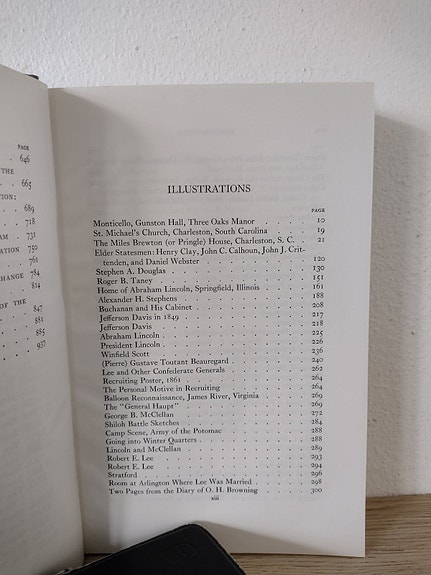 PAGE
646
THE
665
TION:
689
718
AM . 731
ATION 750
761
CHANGE 784
814
OF THE
847
881
885
937
ILLUSTRATIONS
PAGE
Monticello, Gunston Hall, Three Oaks Manor . . . . 10
St. Michael's Church, Charleston, South Carolina . . . . 19
The Miles Brewton (or Pringle) House, Charleston, S. C. . . 21
Elder Statesmen: Henry Clay, John C. Calhoun, John J. Crit-
tenden, and Daniel Webster . . . . 120
Stephen A. Douglas . . . . 130
Roger B. Taney . . . . 151
Home of Abraham Lincoln, Springfield, Illinois . . . . 161
Alexander H. Stephens . . . . 188
Buchanan and His Cabinet . . . . 208
Jefferson Davis in 1849 . . . . 217
Jefferson Davis . . . . 218
Abraham Lincoln . . . . 225
President Lincoln . . . . 226
Winfield Scott . . . . 236
(Pierre) Gustave Toutant Beauregard . . . . 240
Lee and Other Confederate Generals . . . . 262
Recruiting Poster, 1861 . . . . 264
The Personal Motive in Recruiting . . . . 264
Balloon Reconnaissance, James River, Virginia . . . . 269
The "General Haupt" . . . . 269
George B. McClellan . . . . 272
Shiloh Battle Sketches . . . . 284
Camp Scene, Army of the Potomac . . . . 288
Going into Winter Quarters . . . . 288
Lincoln and McClellan . . . . 289
Robert E. Lee . . . . 293
Robert E. Lee . . . . 294
Stratford . . . . 296
Room at Arlington Where Lee Was Married . . . . 298
Two Pages from the Diary of O. H. Browning . . . . 300
xiii